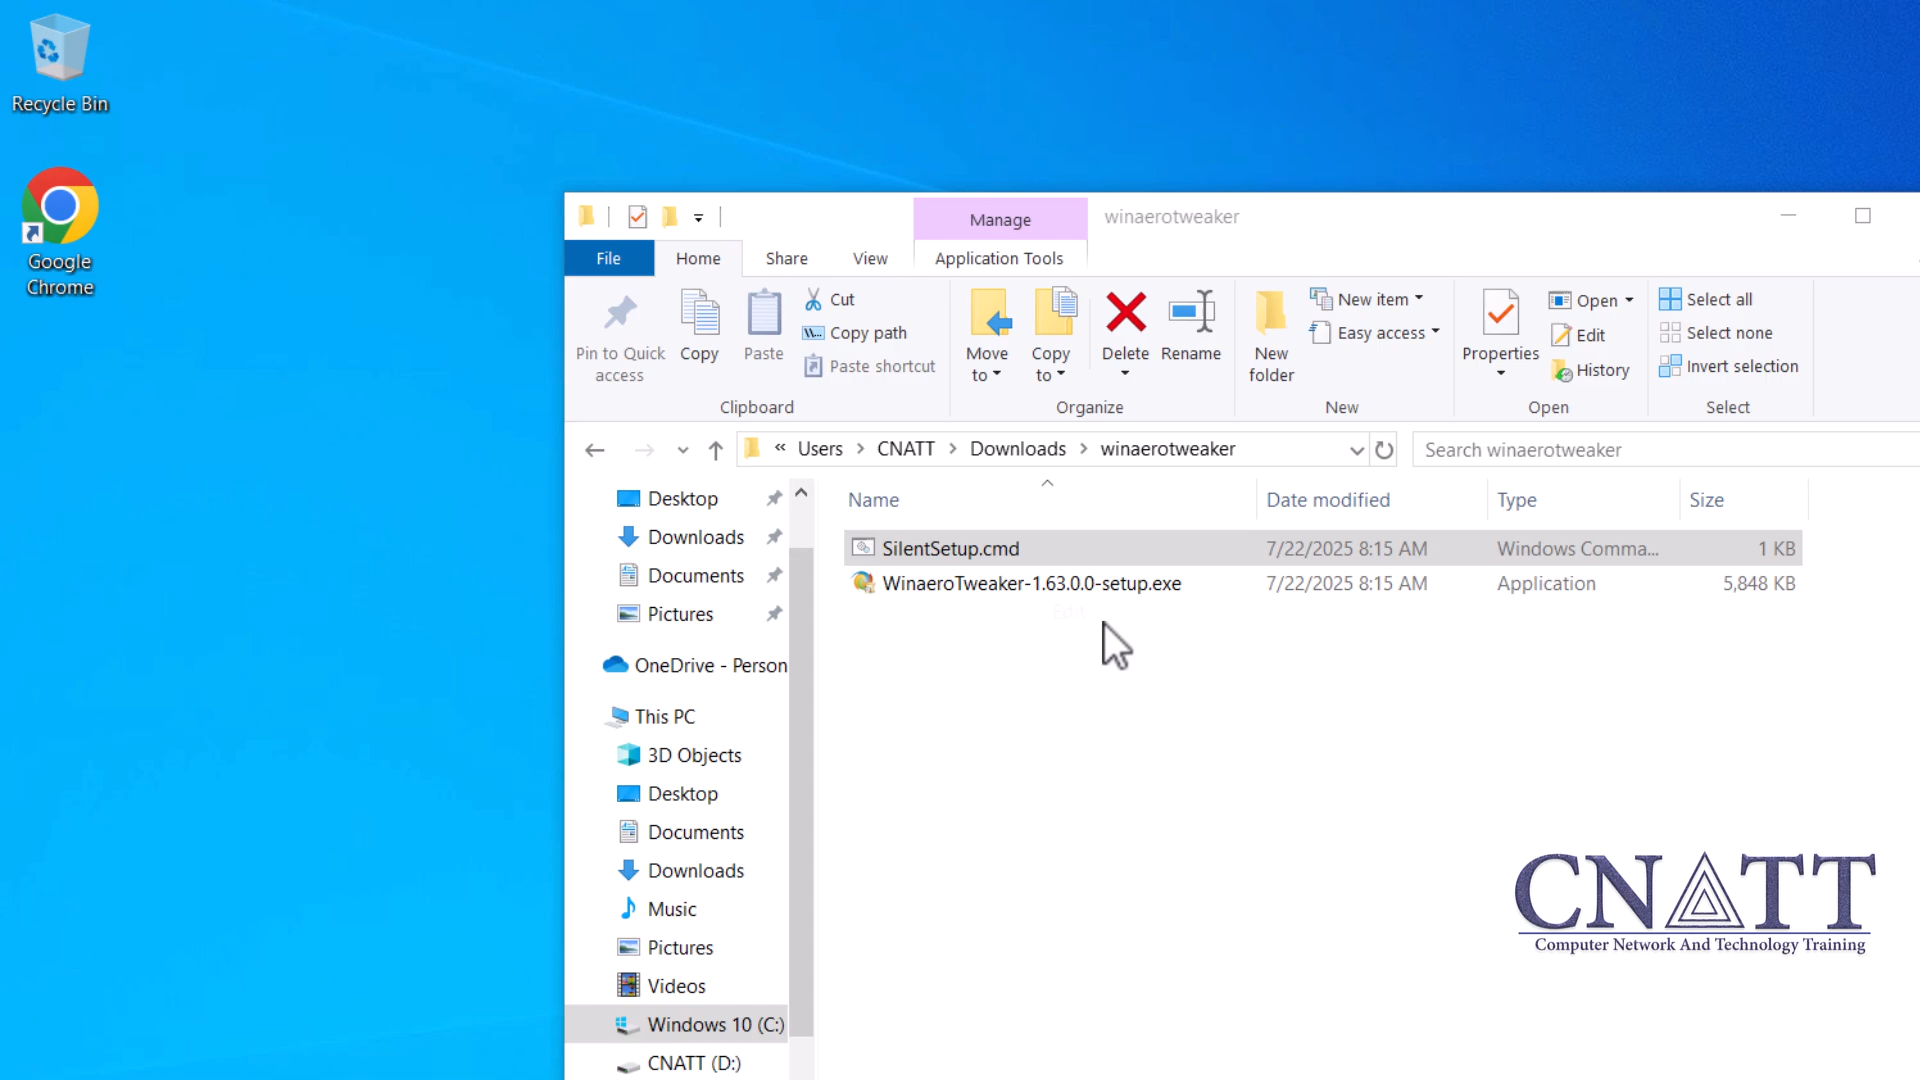 Recycle Bin
Google
Chrome
Manage
winaerotweaker
File
Home
Share
View
Application Tools
Pin to Quick
access
Copy
Paste
Cut
Copy path
Paste shortcut
Clipboard
Move
to
Copy
to
Delete
Rename
Organize
New
folder
New item
Easy access
New
Properties
Open
Edit
History
Open
Select all
Select none
Invert selection
Select
« Users > CNATT > Downloads > winaerotweaker
Search winaerotweaker
Desktop
Downloads
Documents
Pictures
OneDrive - Person
This PC
3D Objects
Desktop
Documents
Downloads
Music
Pictures
Videos
Windows 10 (C:)
CNATT (D:)
Name Date modified Type Size
SilentSetup.cmd 7/22/2025 8:15 AM Windows Comma... 1 KB
WinaeroTweaker-1.63.0.0-setup.exe 7/22/2025 8:15 AM Application 5,848 KB
Edit
CNATT
Computer Network And Technology Training